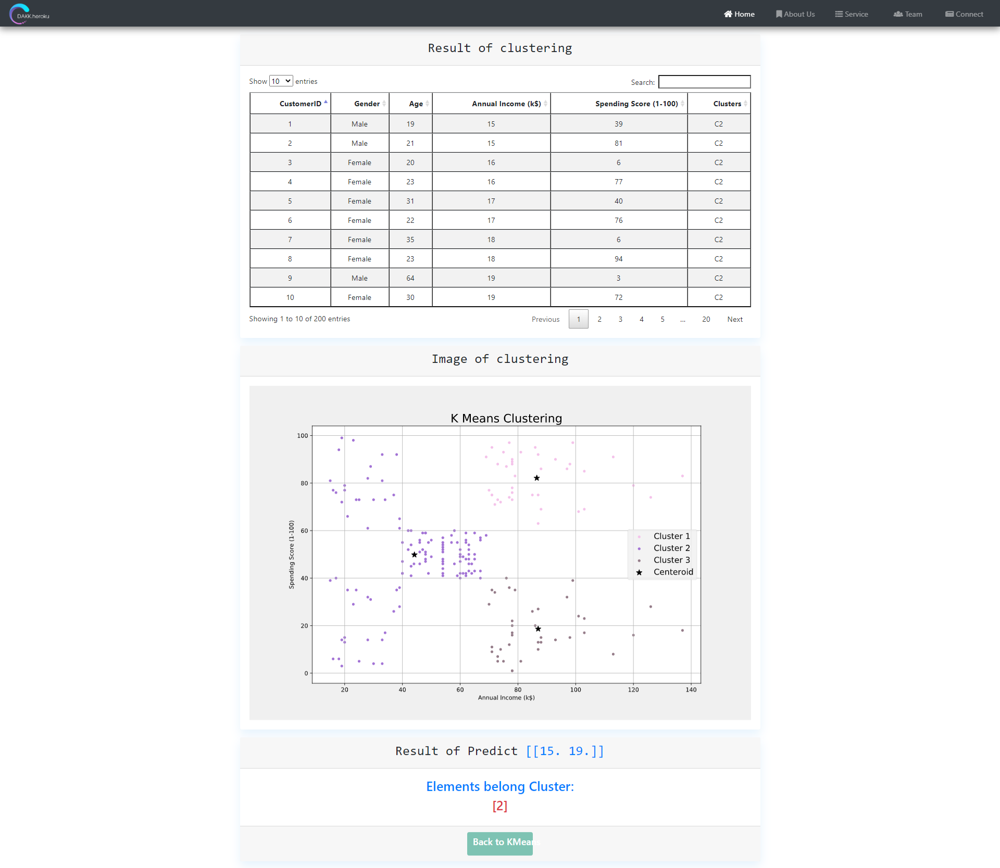 DAKK.heroku Home About Us Service Team Connect
Result of clustering
Show 10 entries Search:
CustomerID Gender Age Annual Income (k$) Spending Score (1-100) Clusters
1 Male 19 15 39 C2
2 Male 21 15 81 C2
3 Female 20 16 6 C2
4 Female 23 16 77 C2
5 Female 31 17 40 C2
6 Female 22 17 76 C2
7 Female 35 18 6 C2
8 Female 23 18 94 C2
9 Male 64 19 3 C2
10 Female 30 19 72 C2
Showing 1 to 10 of 200 entries Previous 1 2 3 4 5 ... 20 Next
Image of clustering
K Means Clustering
100
80
60
40
20
0
Spending Score (1-100)
Cluster 1
Cluster 2
Cluster 3
Centeroid
20 40 60 80 100 120 140
Annual Income (k$)
Result of Predict [[15. 19.]]
Elements belong Cluster:
[2]
Back to KMeans